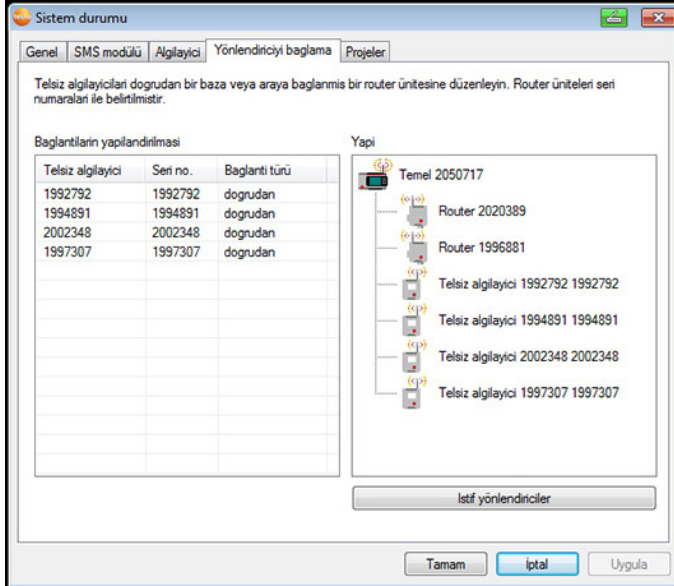 Sistem durumu
Genel SMS modülü Algilayici Yönlendiriciyi baglama Projeler
Telsiz algilayicilari dogrudan bir baza veya araya baglanmis bir router ünitesine düzenleyin. Router üniteleri seri
numaralari ile belirtilmistir.
Baglantilarin yapilandirilmasi
Telsiz algilayici Seri no. Baglanti türü
1992792 1992792 dogrudan
1994891 1994891 dogrudan
2002348 2002348 dogrudan
1997307 1997307 dogrudan
Yapi
Temel 2050717
Router 2020389
Router 1996881
Telsiz algilayici 1992792 1992792
Telsiz algilayici 1994891 1994891
Telsiz algilayici 2002348 2002348
Telsiz algilayici 1997307 1997307
Istif yönlendiriciler
Tamam İptal Uygula